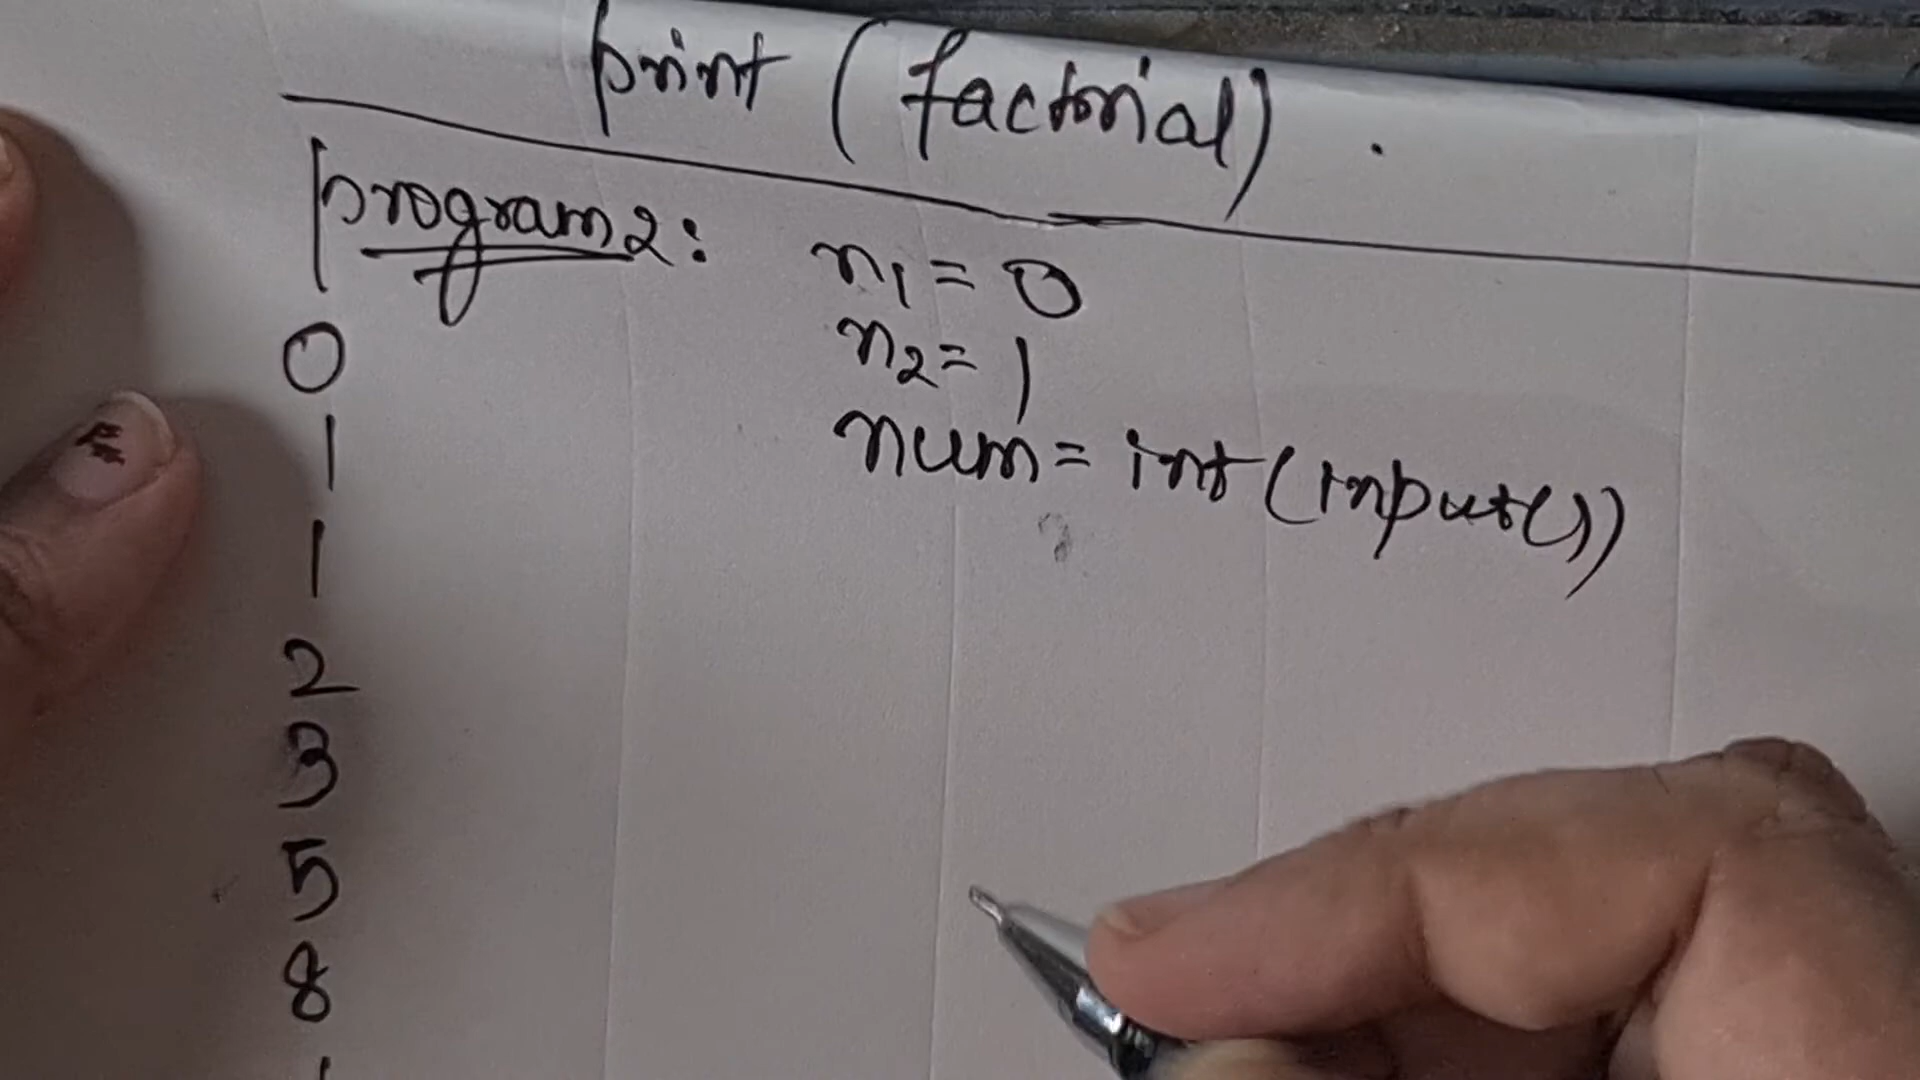 print (factorial) .
program2:
n1 = 0
n2 = 1
num = int(input())
0
1
1
2
3
5
8